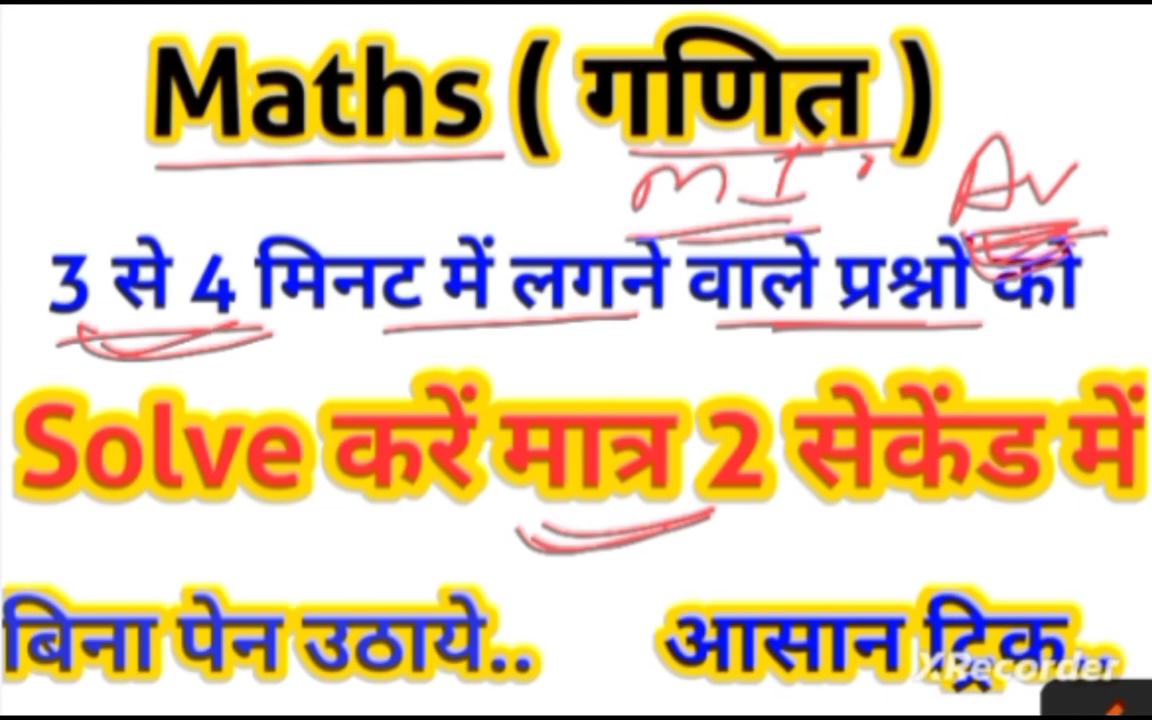 Maths ( गणित )
MI, Av
3 से 4 मिनट में लगने वाले प्रश्नों को
Solve करें मात्र 2 सेकेंड में
बिना पेन उठाये.. आसान ट्रिक..
XRecorder